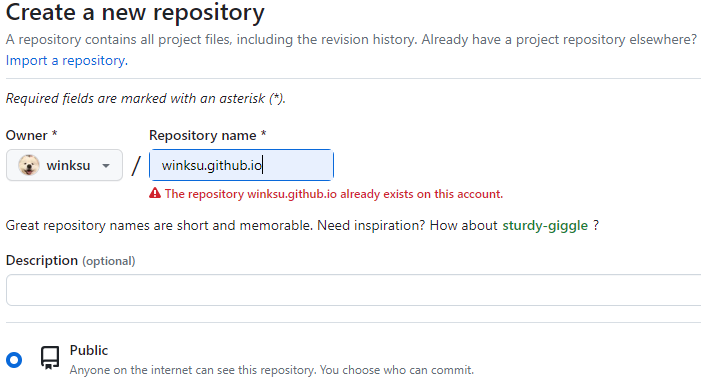 Create a new repository
A repository contains all project files, including the revision history. Already have a project repository elsewhere?
Import a repository.
Required fields are marked with an asterisk (*).
Owner * Repository name *
winksu / winksu.github.io
The repository winksu.github.io already exists on this account.
Great repository names are short and memorable. Need inspiration? How about sturdy-giggle ?
Description (optional)
Public
Anyone on the internet can see this repository. You choose who can commit.